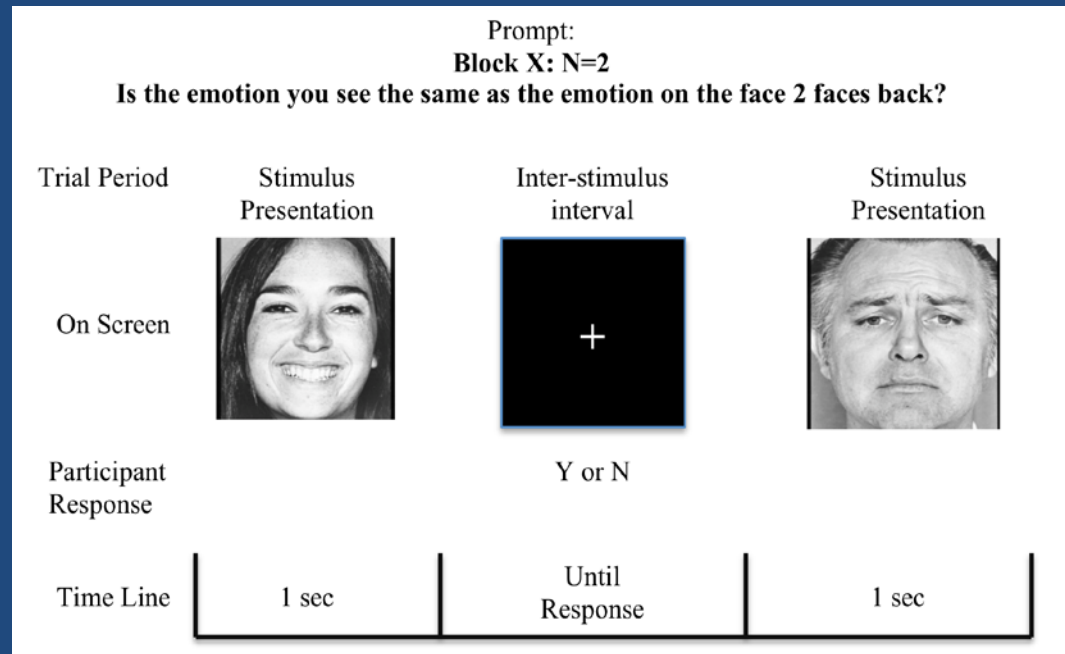 Prompt:
Block X: N=2
Is the emotion you see the same as the emotion on the face 2 faces back?
Trial Period
Stimulus
Presentation
Inter-stimulus
interval
Stimulus
Presentation
On Screen
Participant
Response
Y or N
Time Line
1 sec
Until
Response
1 sec